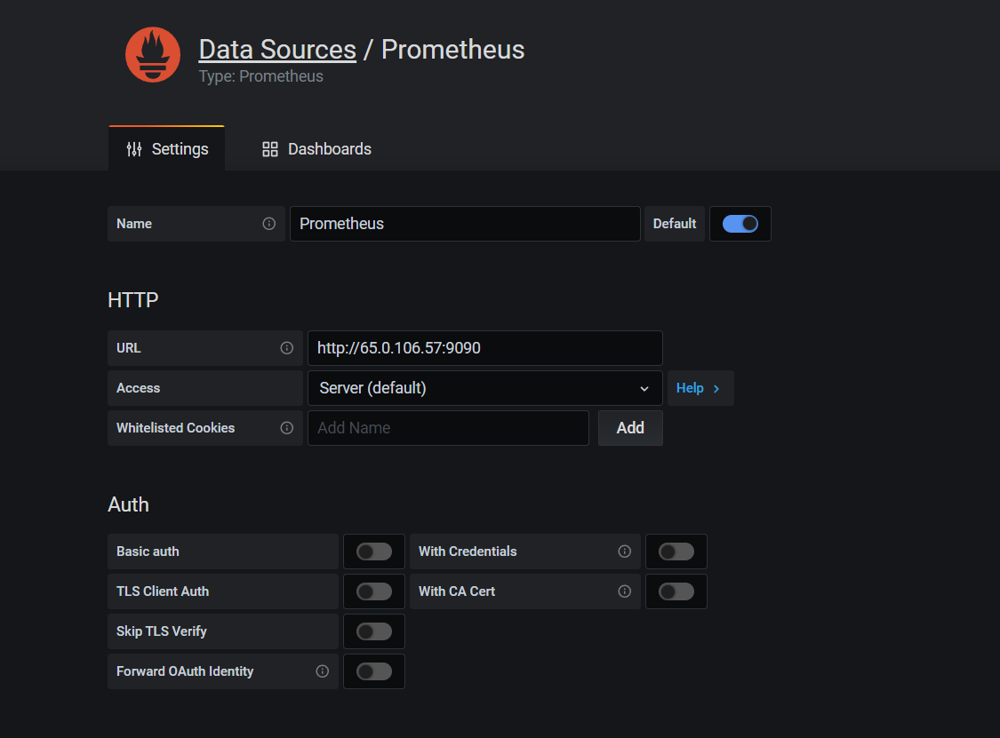 Data Sources / Prometheus
Type: Prometheus
Settings
Dashboards
Name
Prometheus
Default
HTTP
URL
http://65.0.106.57:9090
Access
Server (default)
Help
Whitelisted Cookies
Add Name
Add
Auth
Basic auth
With Credentials
TLS Client Auth
With CA Cert
Skip TLS Verify
Forward OAuth Identity